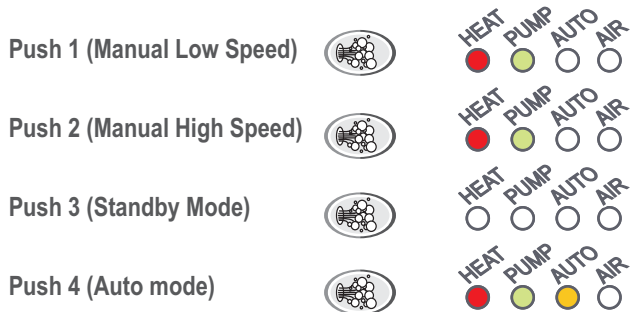 HEAT PUMP AUTO AIR
Push 1 (Manual Low Speed)
HEAT PUMP AUTO AIR
Push 2 (Manual High Speed)
HEAT PUMP AUTO AIR
Push 3 (Standby Mode)
HEAT PUMP AUTO AIR
Push 4 (Auto mode)